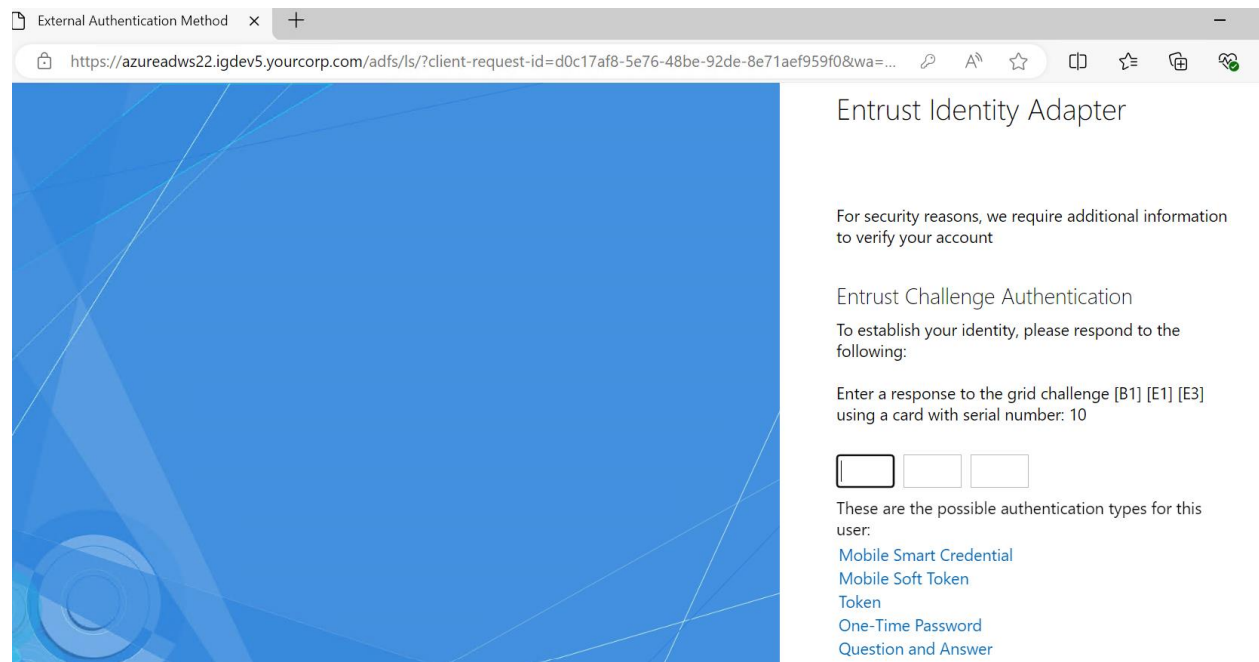 External Authentication Method
https://azureadws22.igdev5.yourcorp.com/adfs/ls/?client-request-id=d0c17af8-5e76-48be-92de-8e71aef959f0&wa=...
Entrust Identity Adapter
For security reasons, we require additional information
to verify your account
Entrust Challenge Authentication
To establish your identity, please respond to the
following:
Enter a response to the grid challenge [B1] [E1] [E3]
using a card with serial number: 10
These are the possible authentication types for this
user:
Mobile Smart Credential
Mobile Soft Token
Token
One-Time Password
Question and Answer